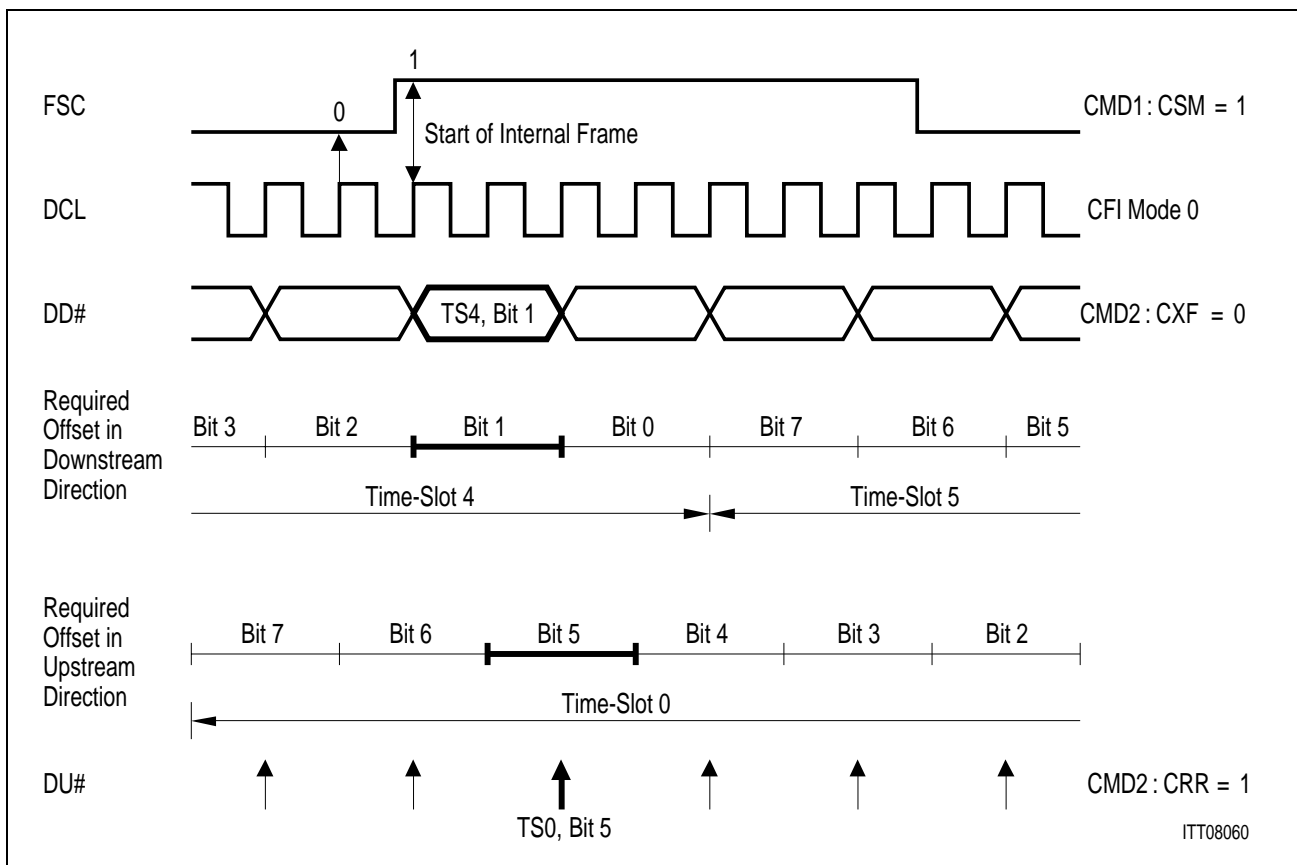 1
FSC
0
CMD1 : CSM = 1
Start of Internal Frame
DCL
CFI Mode 0
DD#
TS4, Bit 1
CMD2 : CXF = 0
Required
Offset in
Downstream
Direction
Bit 3 Bit 2 Bit 1 Bit 0 Bit 7 Bit 6 Bit 5
Time-Slot 4 Time-Slot 5
Required
Offset in
Upstream
Direction
Bit 7 Bit 6 Bit 5 Bit 4 Bit 3 Bit 2
Time-Slot 0
DU#
CMD2 : CRR = 1
TS0, Bit 5
ITT08060